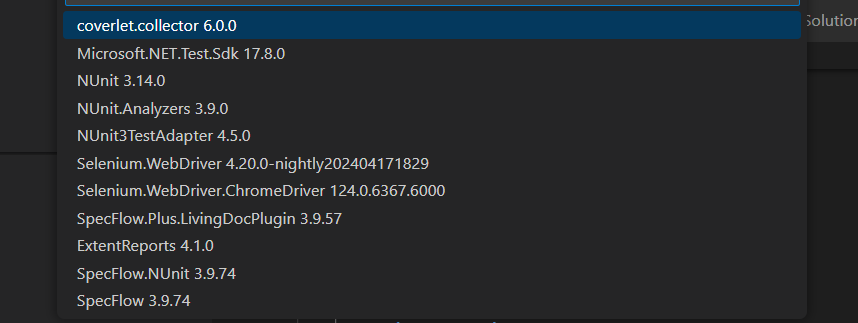 coverlet.collector 6.0.0
Solution
Microsoft.NET.Test.Sdk 17.8.0
NUnit 3.14.0
NUnit.Analyzers 3.9.0
NUnit3TestAdapter 4.5.0
Selenium.WebDriver 4.20.0-nightly202404171829
Selenium.WebDriver.ChromeDriver 124.0.6367.6000
SpecFlow.Plus.LivingDocPlugin 3.9.57
ExtentReports 4.1.0
SpecFlow.NUnit 3.9.74
SpecFlow 3.9.74